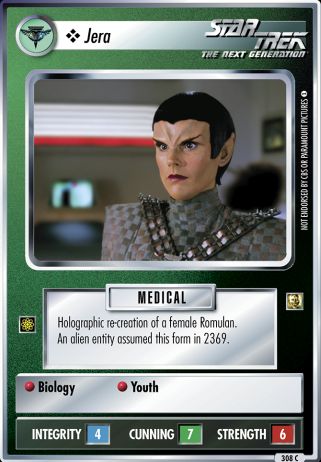 ❖ Jera
STAR TREK
THE NEXT GENERATION
NOT ENDORSED BY CBS OR PARAMOUNT PICTURES
MEDICAL
Holographic re-creation of a female Romulan.
An alien entity assumed this form in 2369.
Biology Youth
INTEGRITY 4 CUNNING 7 STRENGTH 6
308 C